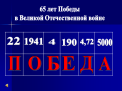 65 лет Победы
в Великой Отечественной войне
22 1941 -4 190 4,72 5000
П О Б Е Д А